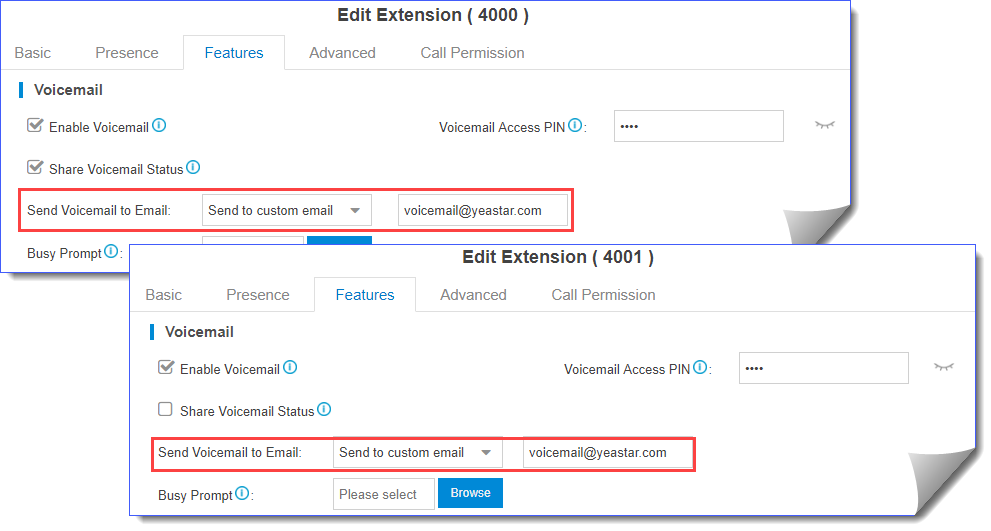 Edit Extension ( 4000 )
Basic Presence Features Advanced Call Permission
Voicemail
Enable Voicemail Voicemail Access PIN : ••••
Share Voicemail Status
Send Voicemail to Email: Send to custom email voicemail@yeastar.com
Busy Prompt :
Edit Extension ( 4001 )
Basic Presence Features Advanced Call Permission
Voicemail
Enable Voicemail Voicemail Access PIN : ••••
Share Voicemail Status
Send Voicemail to Email: Send to custom email voicemail@yeastar.com
Busy Prompt : Please select Browse